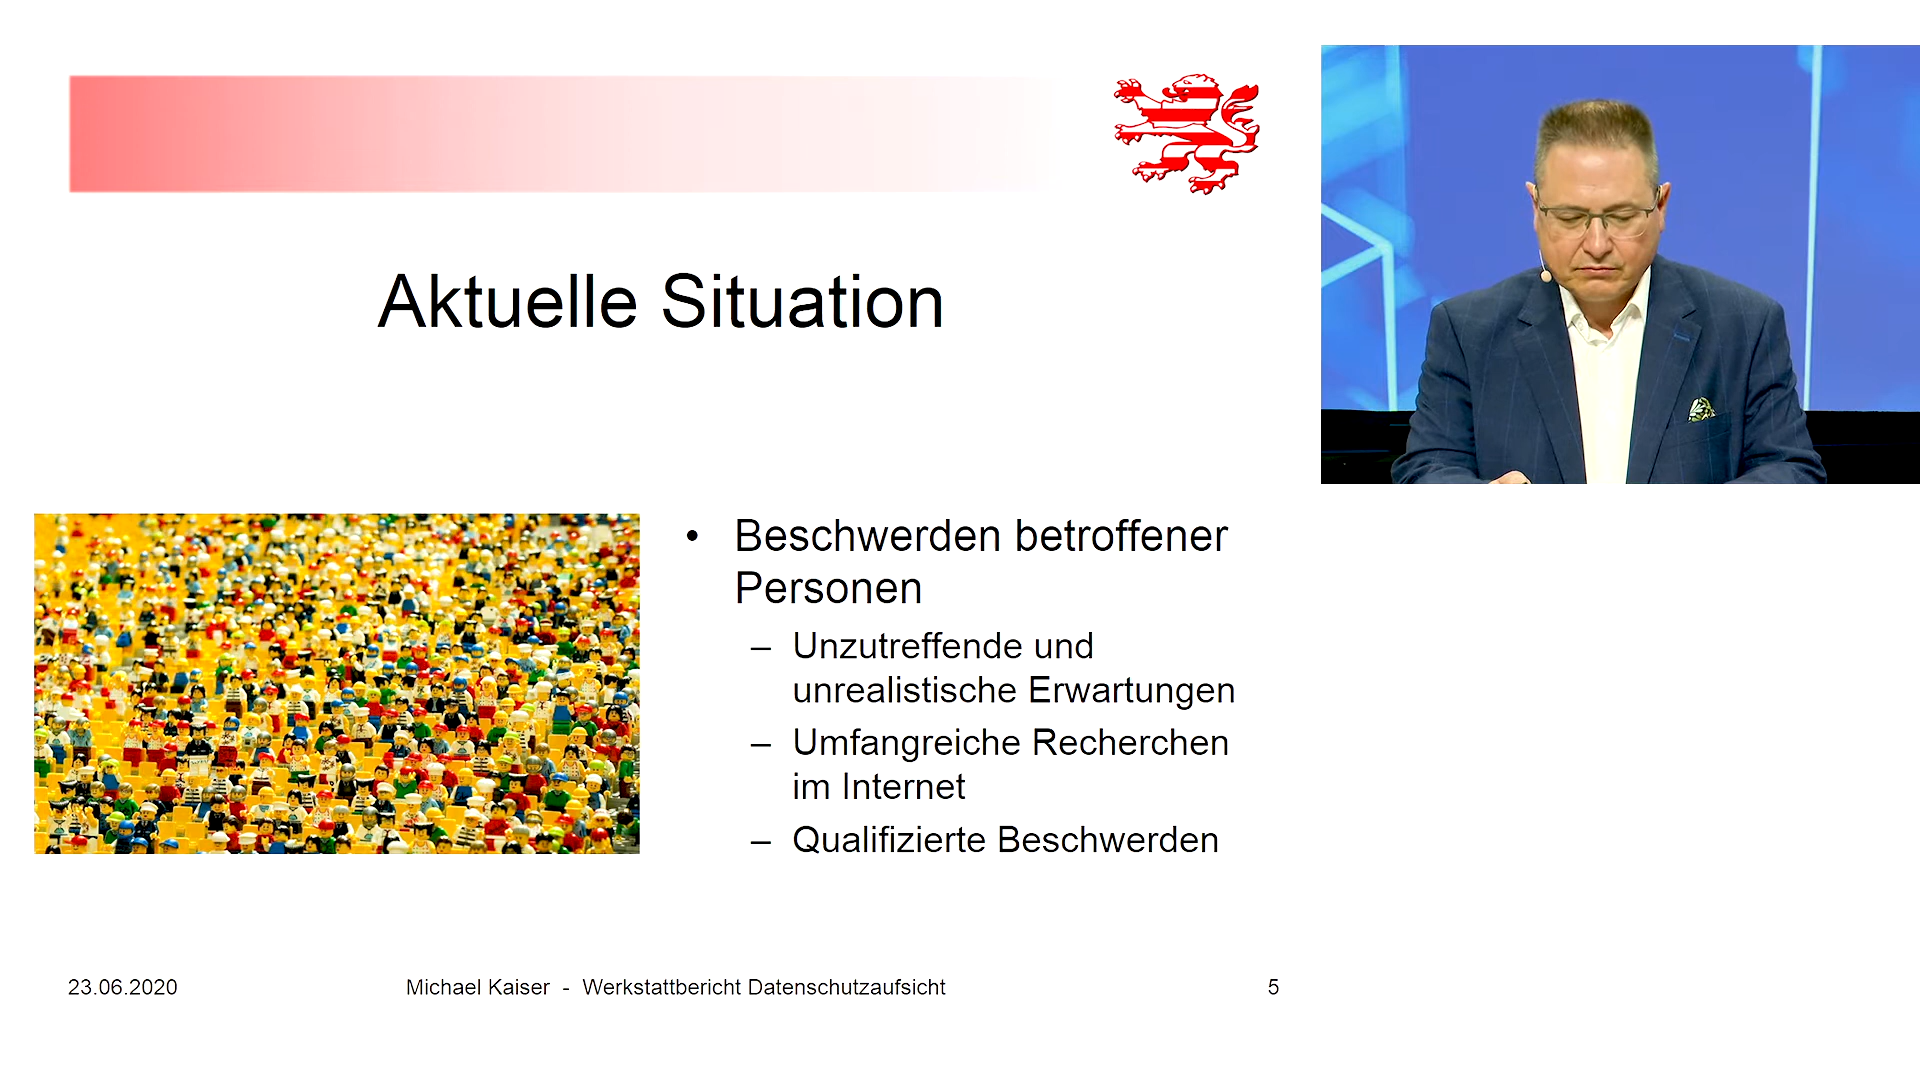 Aktuelle Situation
• Beschwerden betroffener
Personen
– Unzutreffende und
unrealistische Erwartungen
– Umfangreiche Recherchen
im Internet
– Qualifizierte Beschwerden
23.06.2020
Michael Kaiser - Werkstattbericht Datenschutzaufsicht
5